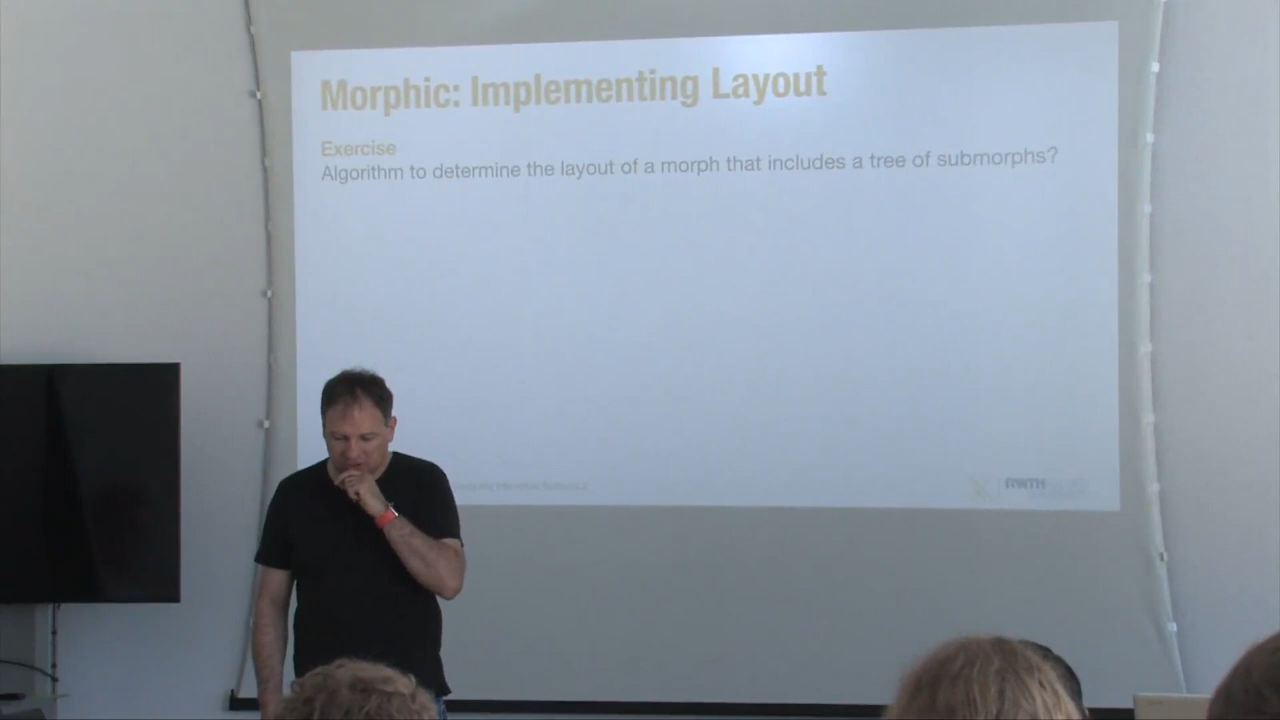 Morphic: Implementing Layout
Exercise
Algorithm to determine the layout of a morph that includes a tree of submorphs?
RWTH